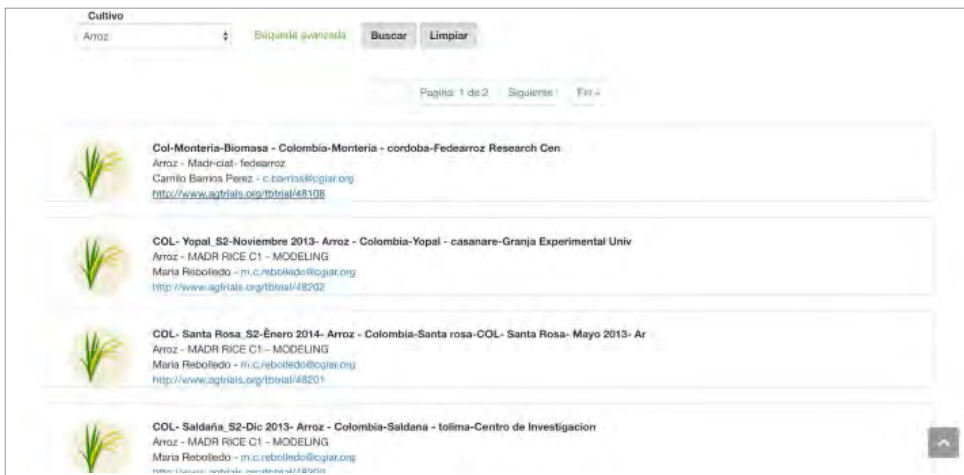 Cultivo
Arroz Búsqueda avanzada Buscar Limpiar
Pagina: 1 de 2 Siguiente › Fin »
Col-Monteria-Biomasa - Colombia-Monteria - cordoba-Fedearroz Research Cen
Arroz - Madr-ciat- fedearroz
Camilo Barrios Perez - c.barrios@cgiar.org
http://www.agtrials.org/tbtrial/48108
COL- Yopal_S2-Noviembre 2013- Arroz - Colombia-Yopal - casanare-Granja Experimental Univ
Arroz - MADR RICE C1 - MODELING
Maria Rebolledo - m.c.rebolledo@cgiar.org
http://www.agtrials.org/tbtrial/48202
COL- Santa Rosa_S2-Ènero 2014- Arroz - Colombia-Santa rosa-COL- Santa Rosa- Mayo 2013- Ar
Arroz - MADR RICE C1 - MODELING
Maria Rebolledo - m.c.rebolledo@cgiar.org
http://www.agtrials.org/tbtrial/48201
COL- Saldaña_S2-Dic 2013- Arroz - Colombia-Saldana - tolima-Centro de Investigacion
Arroz - MADR RICE C1 - MODELING
Maria Rebolledo - m.c.rebolledo@cgiar.org